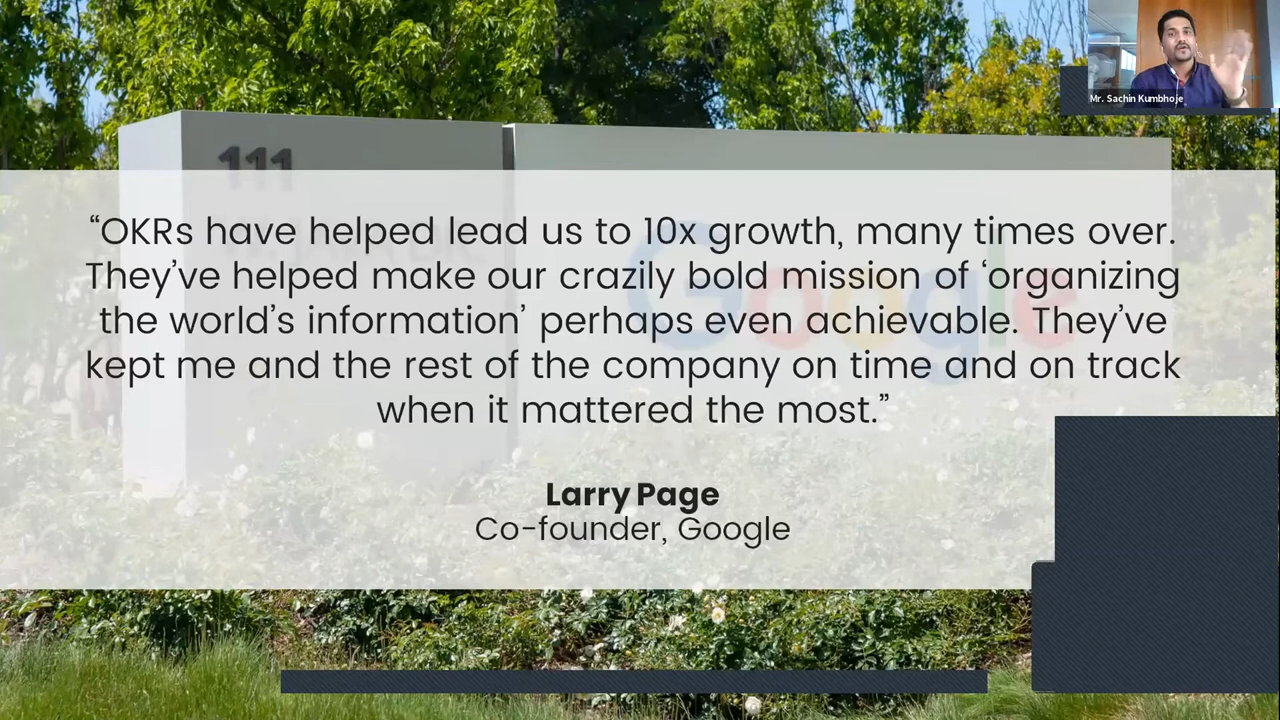 Mr. Sachin Kumbhoje
111
Google
“OKRs have helped lead us to 10x growth, many times over.
They’ve helped make our crazily bold mission of ‘organizing
the world’s information’ perhaps even achievable. They’ve
kept me and the rest of the company on time and on track
when it mattered the most.”
Larry Page
Co-founder, Google